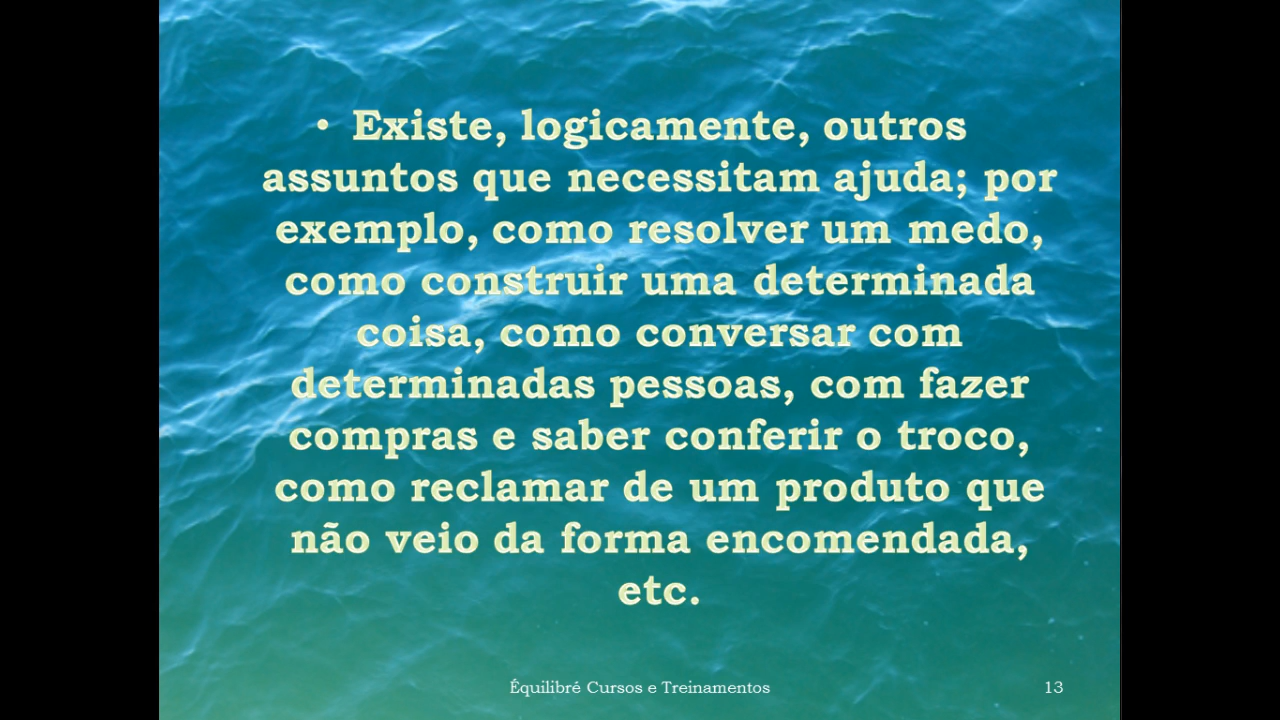 • Existe, logicamente, outros
assuntos que necessitam ajuda; por
exemplo, como resolver um medo,
como construir uma determinada
coisa, como conversar com
determinadas pessoas, com fazer
compras e saber conferir o troco,
como reclamar de um produto que
não veio da forma encomendada,
etc.
Équilibré Cursos e Treinamentos
13